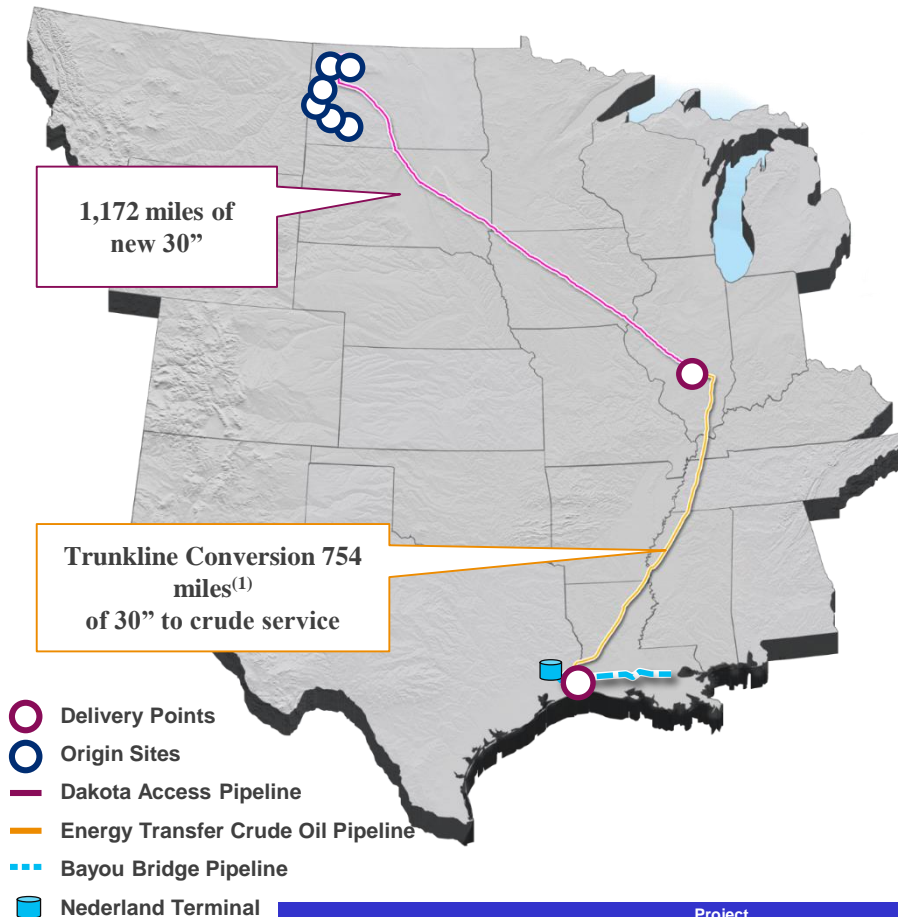 1,172 miles of
new 30”
Trunkline Conversion 754
miles(1)
of 30” to crude service
Delivery Points
Origin Sites
Dakota Access Pipeline
Energy Transfer Crude Oil Pipeline
Bayou Bridge Pipeline
Nederland Terminal
Project